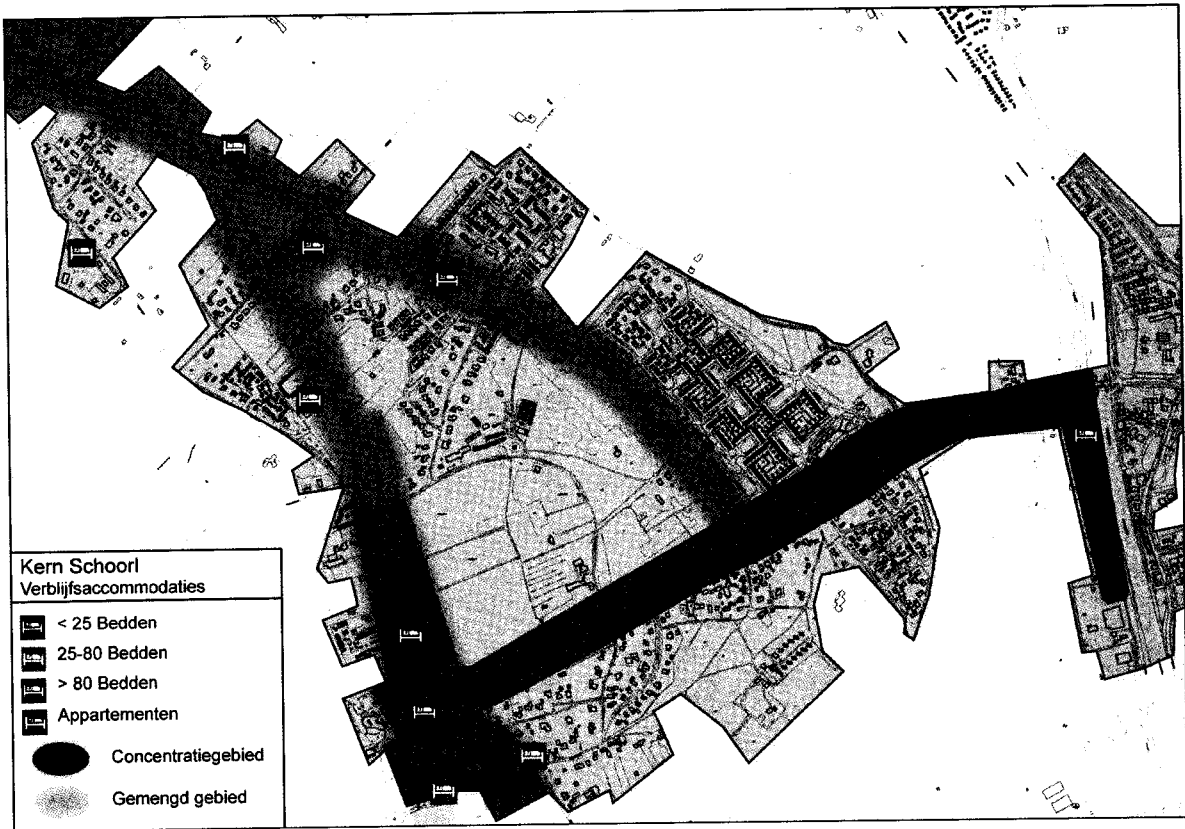 Kern Schoorl
Verblijfsaccommodaties
< 25 Bedden
25-80 Bedden
> 80 Bedden
Appartementen
Concentratiegebied
Gemengd gebied